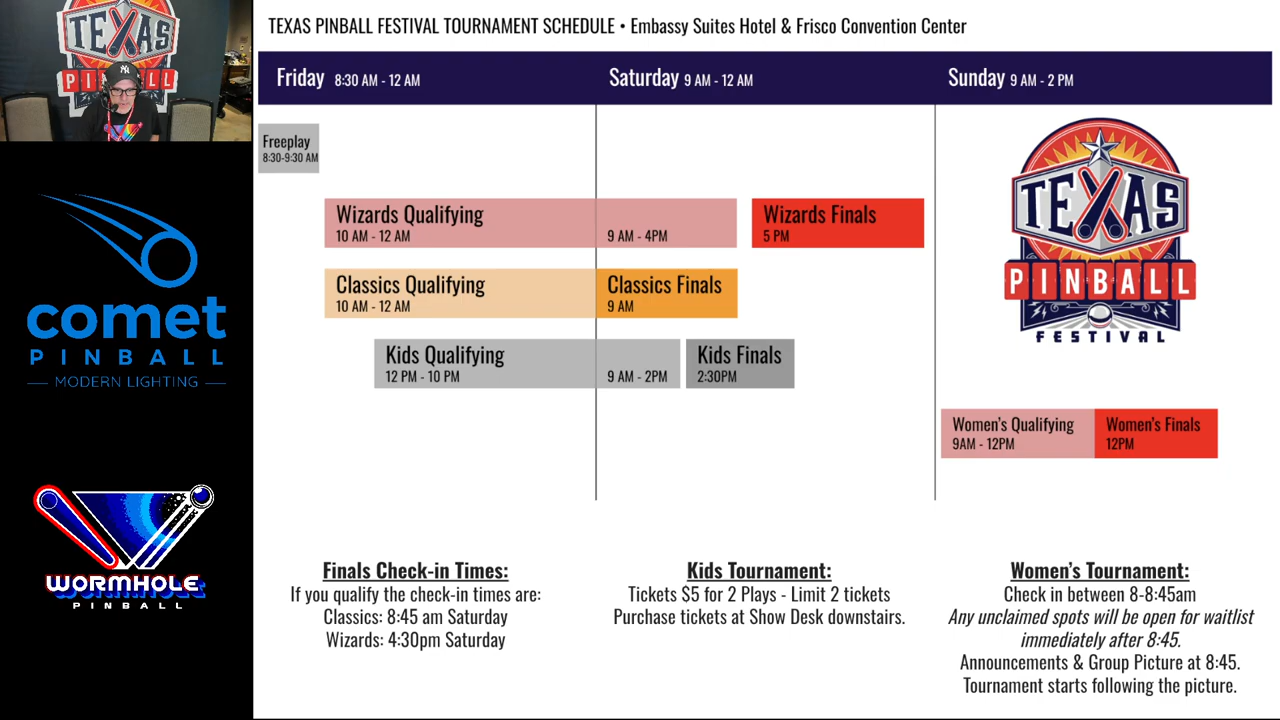 TEXAS
PINBALL
NY
TEXAS PINBALL FESTIVAL TOURNAMENT SCHEDULE • Embassy Suites Hotel & Frisco Convention Center
Friday 8:30 AM - 12 AM
Saturday 9 AM - 12 AM
Sunday 9 AM - 2 PM
Freeplay
8:30-9:30 AM
Wizards Qualifying
10 AM - 12 AM
9 AM - 4PM
Wizards Finals
5 PM
Classics Qualifying
10 AM - 12 AM
Classics Finals
9 AM
Kids Qualifying
12 PM - 10 PM
9 AM - 2PM
Kids Finals
2:30PM
TEXAS
PINBALL
FESTIVAL
Women's Qualifying
9AM - 12PM
Women's Finals
12PM
comet
PINBALL
MODERN LIGHTING
WORMHOLE
PINBALL
Finals Check-in Times:
If you qualify the check-in times are:
Classics: 8:45 am Saturday
Wizards: 4:30pm Saturday
Kids Tournament:
Tickets $5 for 2 Plays - Limit 2 tickets
Purchase tickets at Show Desk downstairs.
Women's Tournament:
Check in between 8-8:45am
Any unclaimed spots will be open for waitlist
immediately after 8:45.
Announcements & Group Picture at 8:45.
Tournament starts following the picture.